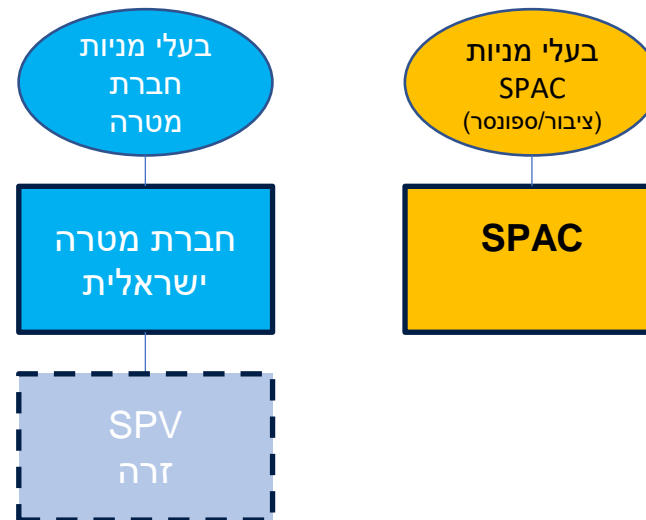 בעלי מניות
חברת
מטרה
בעלי מניות
SPAC
(ציבור/ספונסר)
חברת מטרה
ישראלית
SPAC
SPV
זרה